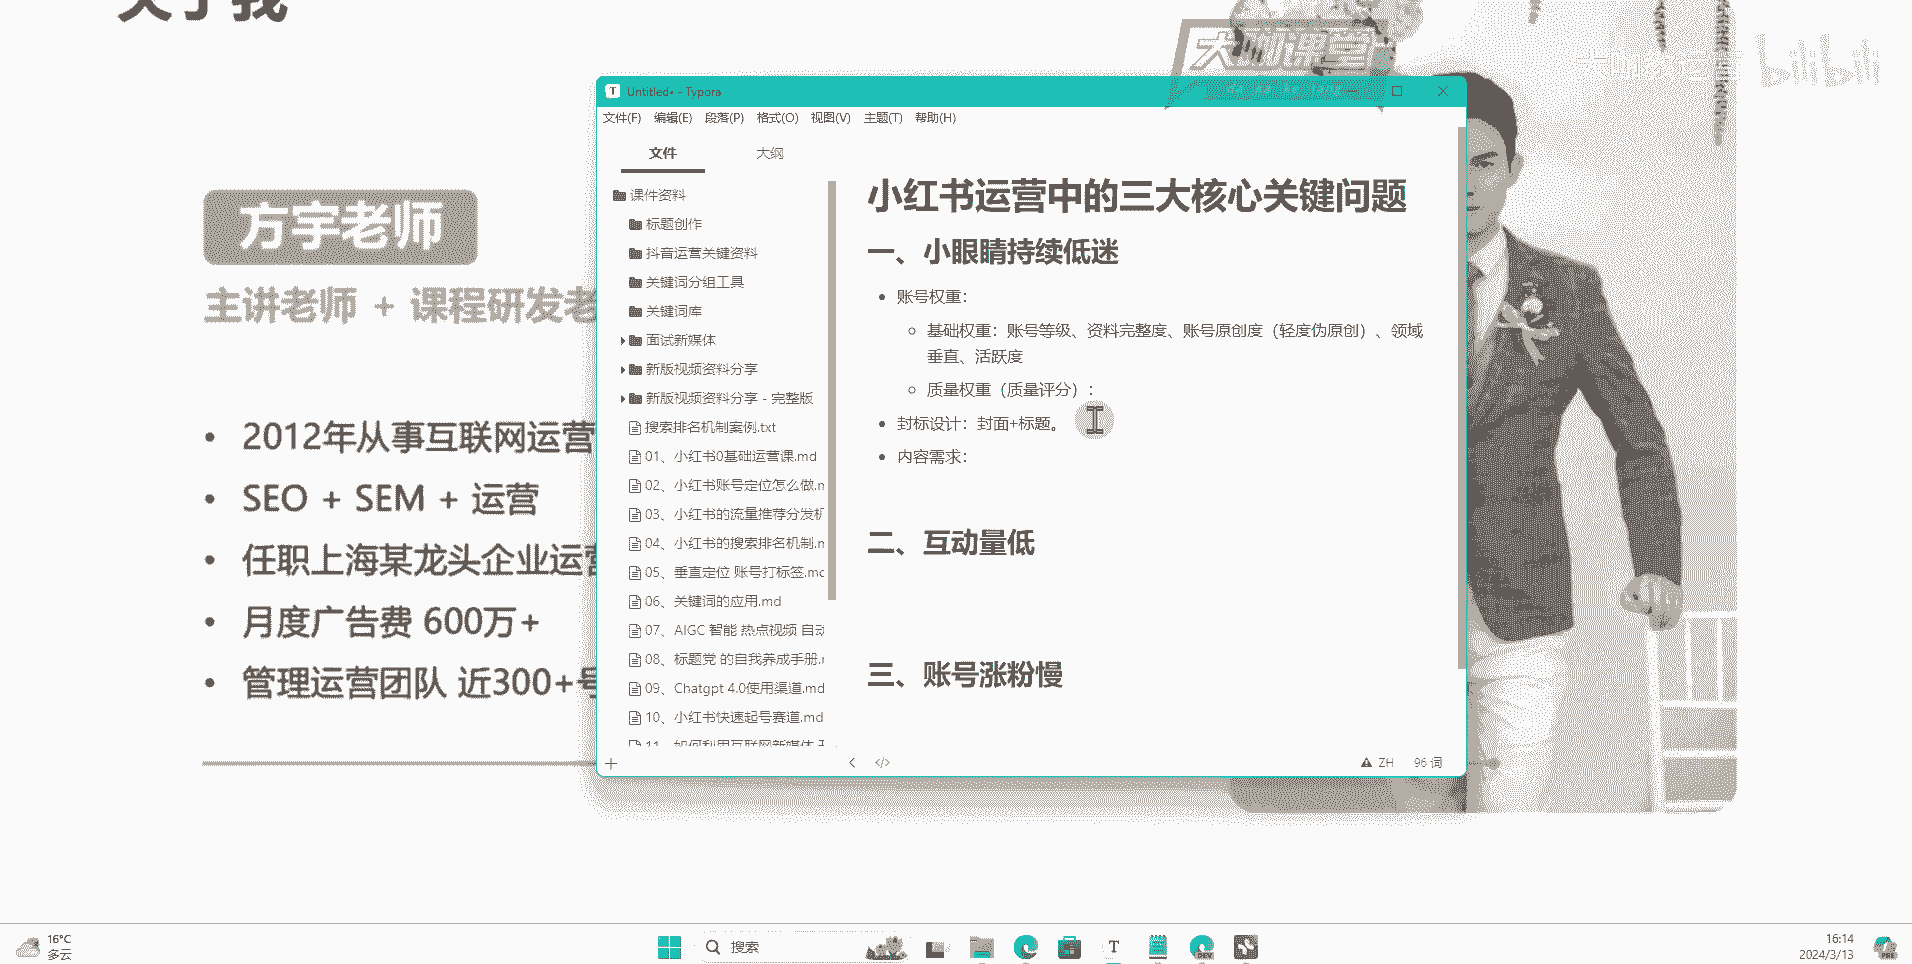 关于我
大咖课堂
bilibili
方宇老师
主讲老师 + 课程研发老
2012年从事互联网运营
SEO + SEM + 运营
任职上海某龙头企业运营
月度广告费 600万+
管理运营团队 近300+号
Untitled• - Typora
文件(F) 编辑(E) 段落(P) 格式(O) 视图(V) 主题(T) 帮助(H)
文件 大纲
课件资料
标题创作
抖音运营关键资料
关键词分组工具
关键词库
面试新媒体
新版视频资料分享
新版视频资料分享 - 完整版
搜索排名机制案例.txt
01、小红书0基础运营课.md
02、小红书账号定位怎么做.m
03、小红书的流量推荐分发机
04、小红书的搜索排名机制.m
05、垂直定位 账号打标签.mc
06、关键词的应用.md
07、AIGC 智能 热点视频 自动
08、标题党 的自我养成手册.r
09、Chatgpt 4.0使用渠道.md
10、小红书快速起号赛道.md
11、如何利用互联网新媒体
小红书运营中的三大核心关键问题
一、小眼睛持续低迷
账号权重：
基础权重：账号等级、资料完整度、账号原创度（轻度伪原创）、领域
垂直、活跃度
质量权重（质量评分）：
封标设计：封面+标题。
内容需求：
二、互动量低
三、账号涨粉慢
ZH 96 词
16°C
多云
搜索
T
DEV
16:14
2024/3/13
PRE